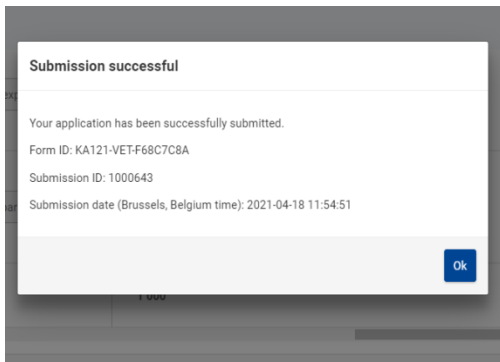 Submission successful
Your application has been successfully submitted.
Form ID: KA121-VET-F68C7C8A
Submission ID: 1000643
Submission date (Brussels, Belgium time): 2021-04-18 11:54:51
Ok